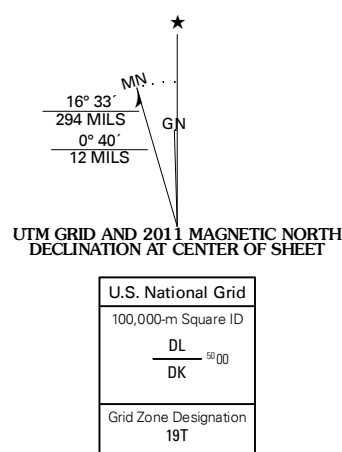 ★
MN
16° 33´
294 MILS
GN
0° 40´
12 MILS
UTM GRID AND 2011 MAGNETIC NORTH
DECLINATION AT CENTER OF SHEET
U.S. National Grid
100,000-m Square ID
DL
5000
DK
Grid Zone Designation
19T